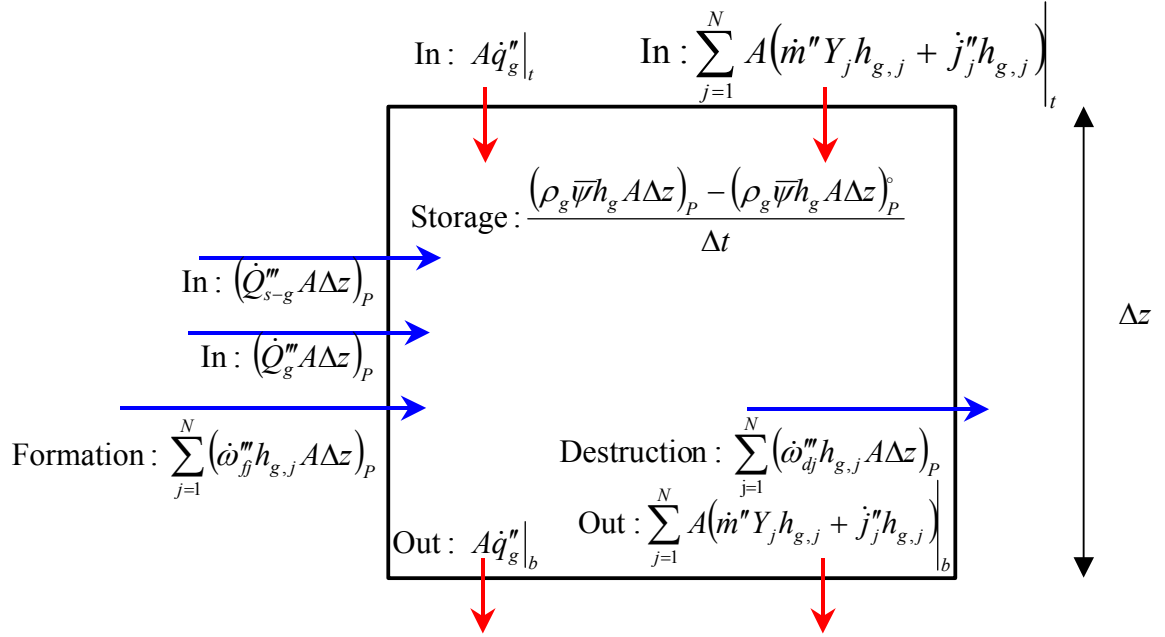 In : $A\dot{q}''_g\big|_t$
In : $\sum_{j=1}^{N} A\left(\dot{m}'' Y_j h_{g,j} + \dot{j}''_j h_{g,j}\right)\Big|_t$
Storage : $\frac{\left(\rho_g \overline{\psi} h_g A \Delta z\right)_P - \left(\rho_g \overline{\psi} h_g A \Delta z\right)_P^{\circ}}{\Delta t}$
In : $\left(\dot{Q}'''_{s-g} A \Delta z\right)_P$
Δz
In : $\left(\dot{Q}'''_g A \Delta z\right)_P$
Formation : $\sum_{j=1}^{N} \left(\dot{\omega}'''_{fj} h_{g,j} A \Delta z\right)_P$
Destruction : $\sum_{j=1}^{N} \left(\dot{\omega}'''_{dj} h_{g,j} A \Delta z\right)_P$
Out : $A\dot{q}''_g\big|_b$
Out : $\sum_{j=1}^{N} A\left(\dot{m}'' Y_j h_{g,j} + \dot{j}''_j h_{g,j}\right)\Big|_b$